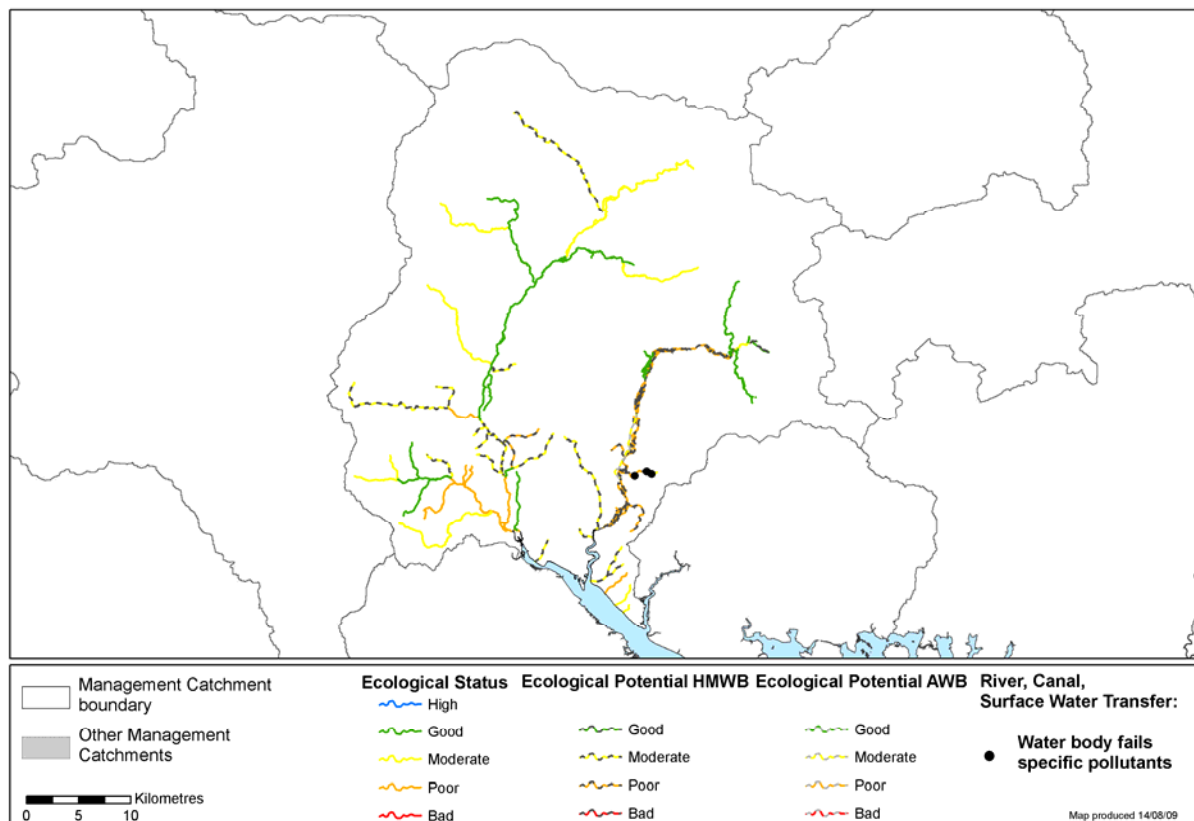 Management Catchment
boundary
Other Management
Catchments
Kilometres
0 5 10
Ecological Status
High
Good
Moderate
Poor
Bad
Ecological Potential HMWB
Good
Moderate
Poor
Bad
Ecological Potential AWB
Good
Moderate
Poor
Bad
River, Canal,
Surface Water Transfer:
Water body fails
specific pollutants
Map produced 14/08/09